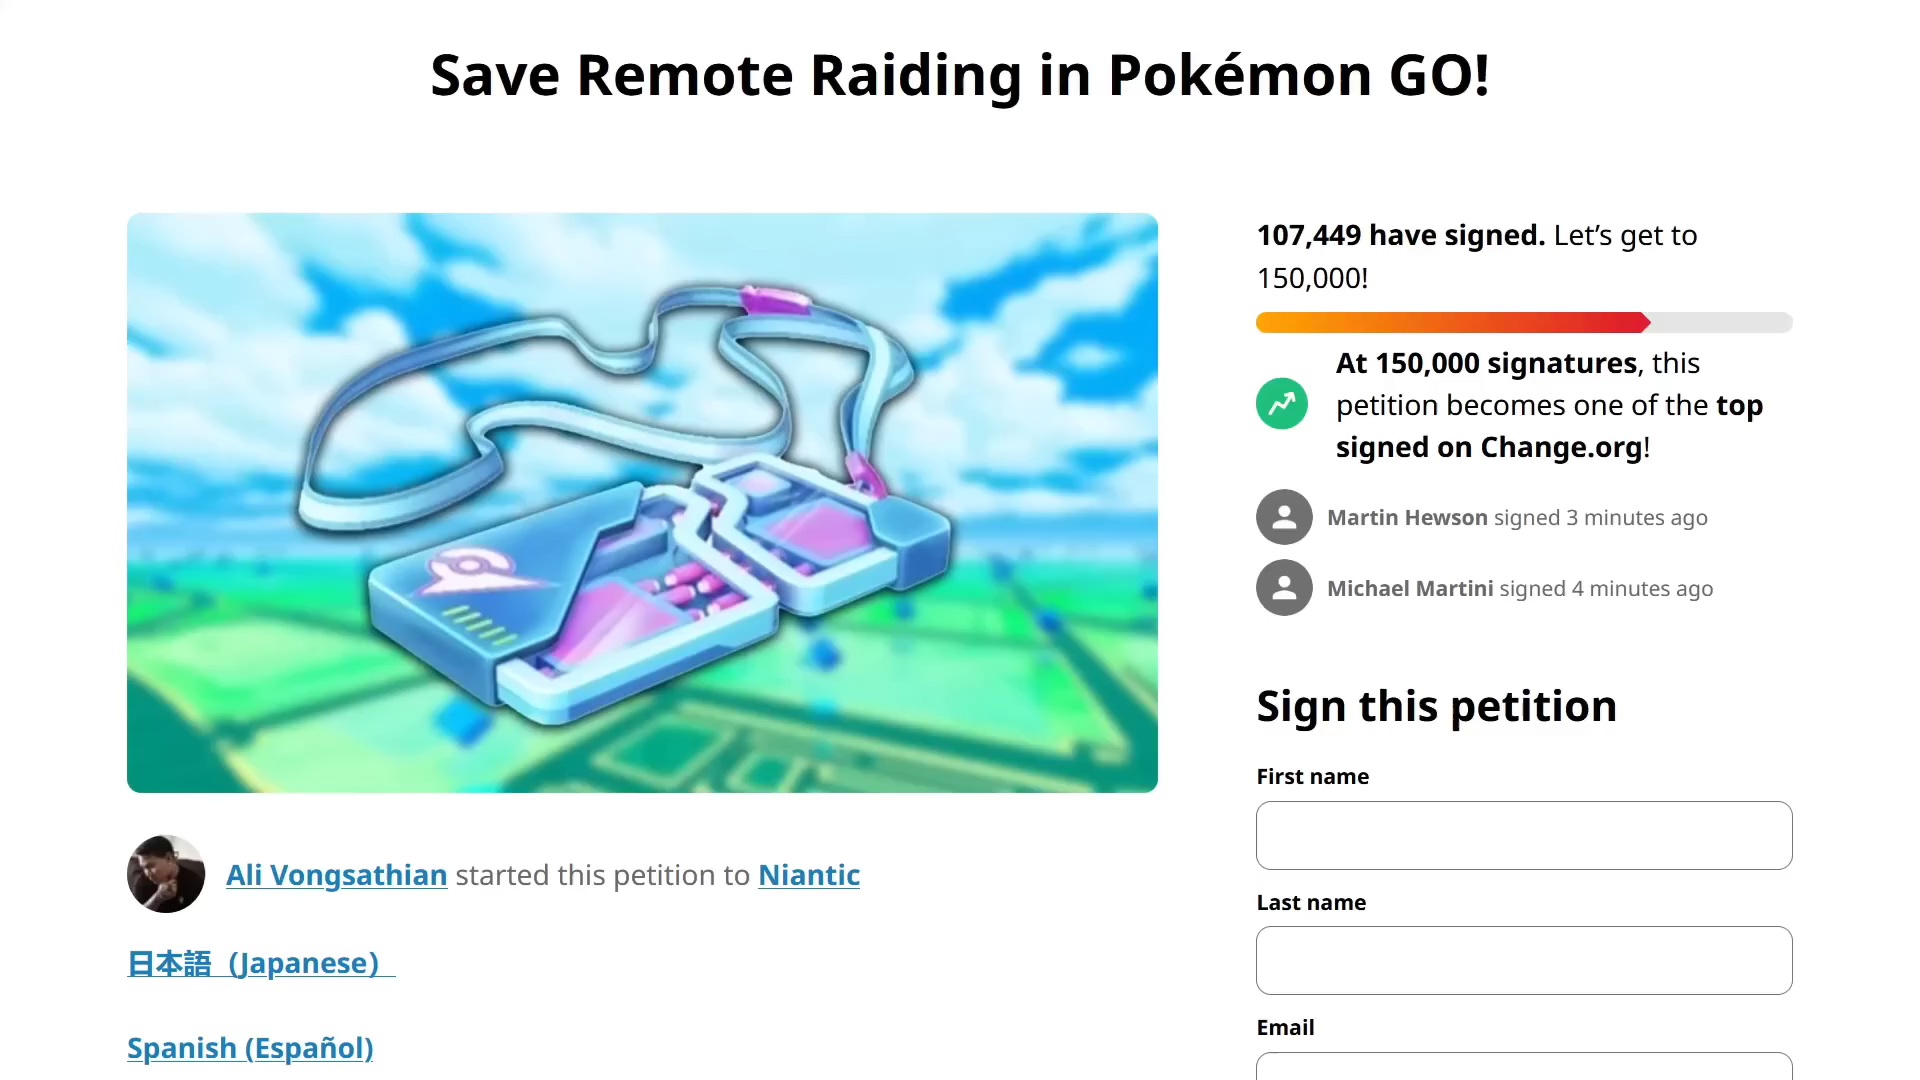 Save Remote Raiding in Pokémon GO!
107,449 have signed. Let’s get to
150,000!
At 150,000 signatures, this
petition becomes one of the top
signed on Change.org!
Martin Hewson signed 3 minutes ago
Michael Martini signed 4 minutes ago
Sign this petition
First name
Last name
Email
Ali Vongsathian started this petition to Niantic
日本語（Japanese）
Spanish (Español)